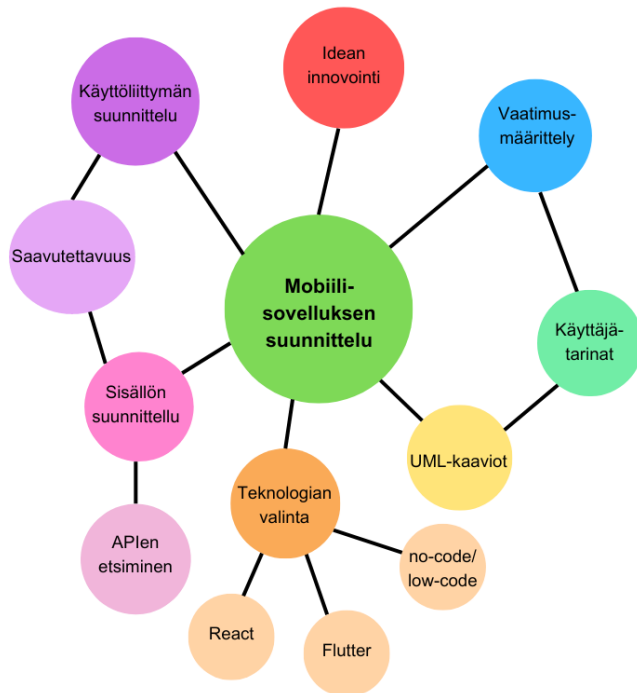 Idean
innovointi
Käyttöliittymän
suunnittelu
Vaatimus-
määrittely
Saavutettavuus
Mobiili-
sovelluksen
suunnittelu
Käyttäjä-
tarinat
Sisällön
suunnittellu
UML-kaaviot
Teknologian
valinta
APIen
etsiminen
no-code/
low-code
React
Flutter